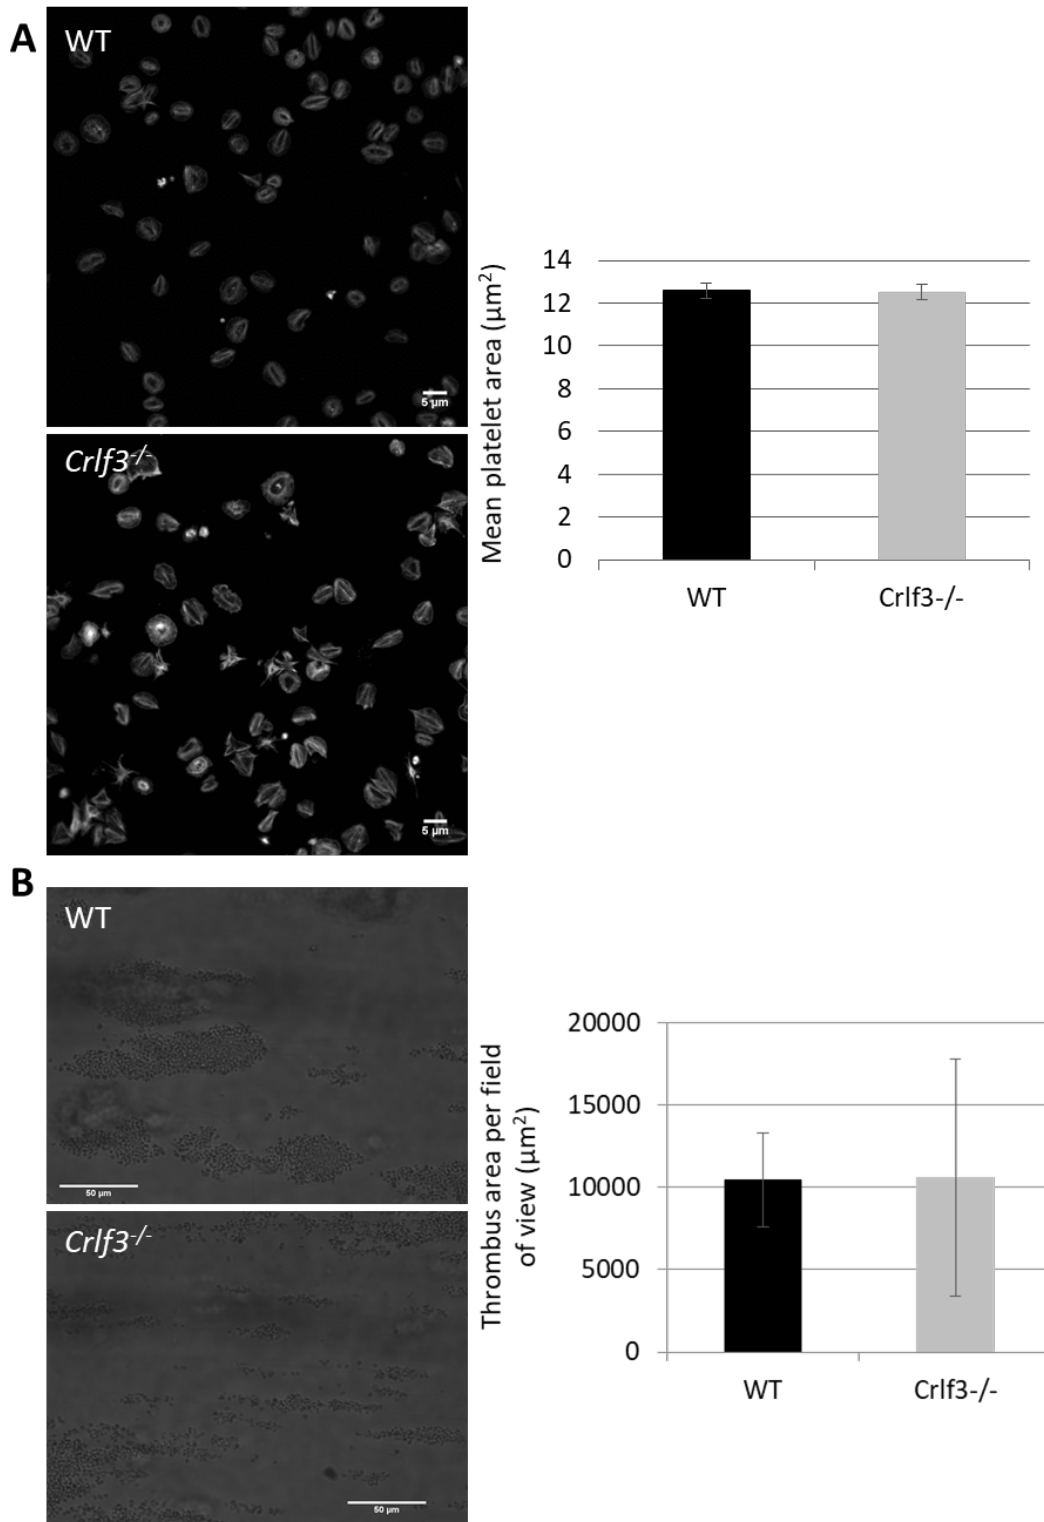 A
WT
5 µm
Crlf3-/-
5 µm
Mean platelet area (µm2)
14
12
10
8
6
4
2
0
WT
Crlf3-/-
B
WT
50 µm
Crlf3-/-
50 µm
Thrombus area per field
of view (µm2)
20000
15000
10000
5000
0
WT
Crlf3-/-